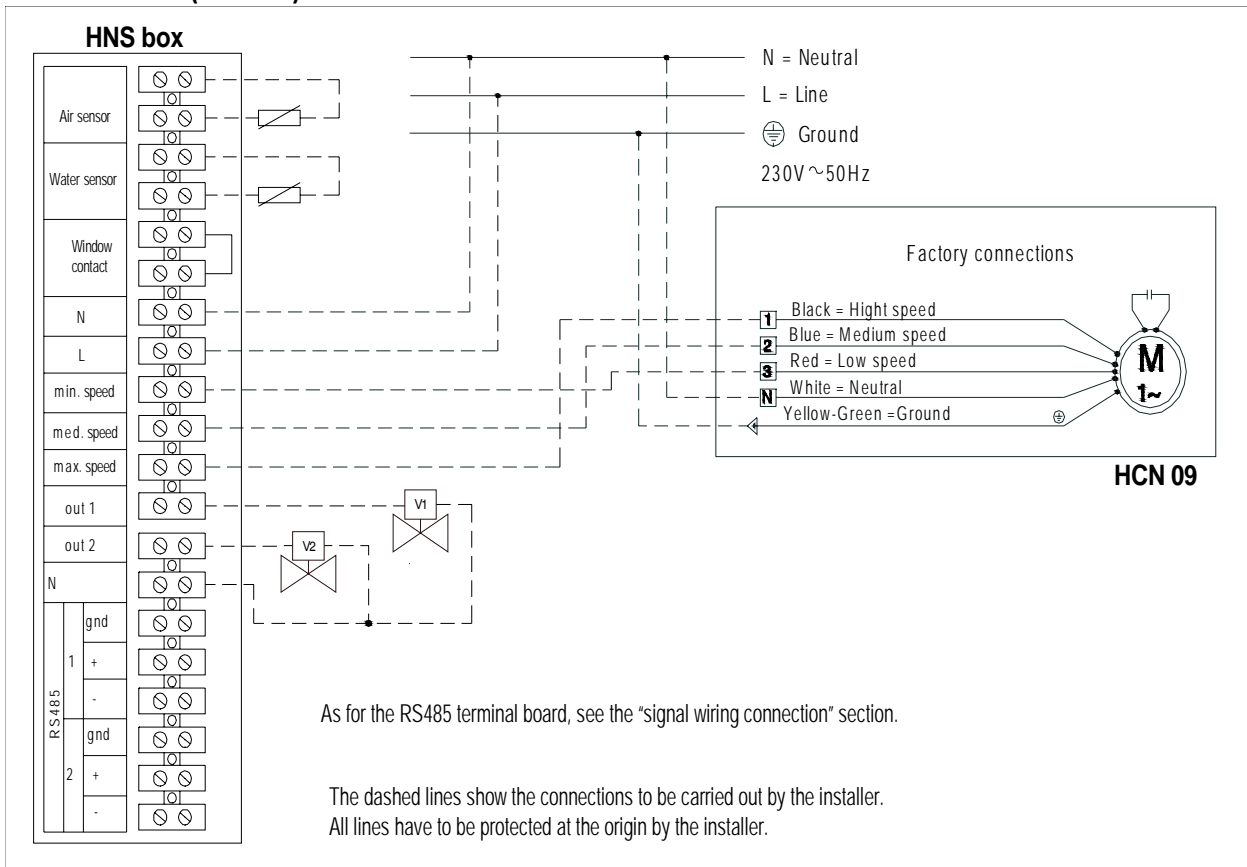 HNS box
Air sensor
Water sensor
Window
contact
N
L
min. speed
med. speed
max. speed
out 1
out 2
N
RS485
1
gnd
+
-
2
gnd
+
-
V1
V2
N = Neutral
L = Line
Ground
230V ~ 50Hz
Factory connections
1 Black = Hight speed
2 Blue = Medium speed
3 Red = Low speed
N White = Neutral
Yellow-Green =Ground
M
1~
HCN 09
As for the RS485 terminal board, see the “signal wiring connection” section.
The dashed lines show the connections to be carried out by the installer.
All lines have to be protected at the origin by the installer.